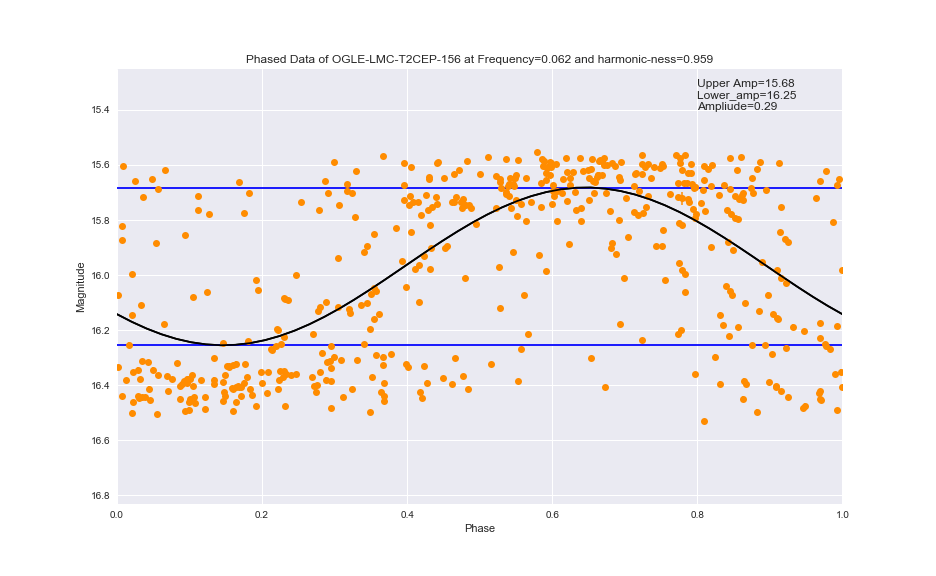 Phased Data of OGLE-LMC-T2CEP-156 at Frequency=0.062 and harmonic-ness=0.959
Upper Amp=15.68
Lower_amp=16.25
Ampliude=0.29
15.4
15.6
15.8
16.0
16.2
16.4
16.6
16.8
Magnitude
0.0
0.2
0.4
0.6
0.8
1.0
Phase